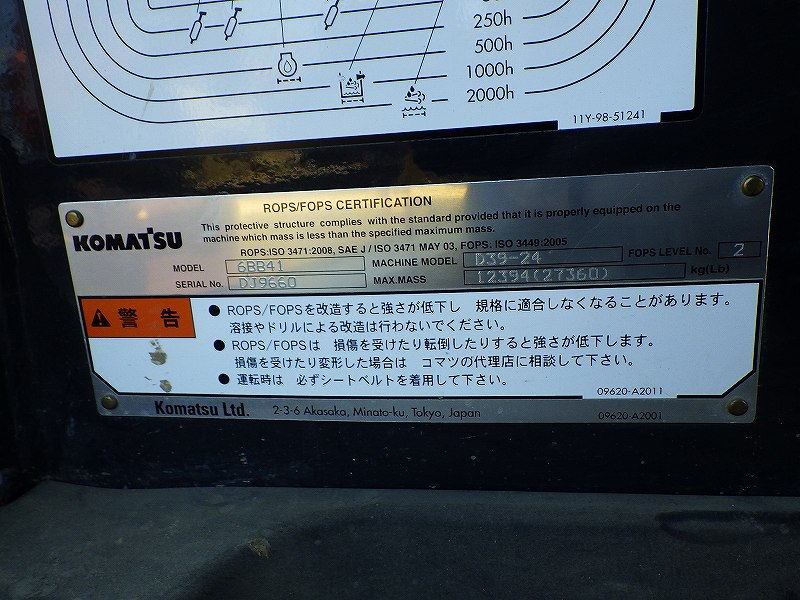 250h
500h
1000h
2000h
11Y-98-51241
ROPS/FOPS CERTIFICATION
KOMATSU
This protective structure complies with the standard provided that it is properly equipped on the
machine which mass is less than the specified maximum mass.
ROPS:ISO 3471:2008, SAE J / ISO 3471 MAY 03, FOPS: ISO 3449:2005
MODEL 6BB41 MACHINE MODEL D39-24 FOPS LEVEL No. 2
SERIAL No. DJ9660 MAX.MASS 12394(27360) kg(Lb)
警告
● ROPS/FOPSを改造すると強さが低下し 規格に適合しなくなることがあります。
溶接やドリルによる改造は行わないでください。
● ROPS/FOPSは 損傷を受けたり転倒したりすると強さが低下します。
損傷を受けたり変形した場合は コマツの代理店に相談して下さい。
● 運転時は 必ずシートベルトを着用して下さい。
09620-A2011
Komatsu Ltd. 2-3-6 Akasaka, Minato-ku, Tokyo, Japan
09620-A2001